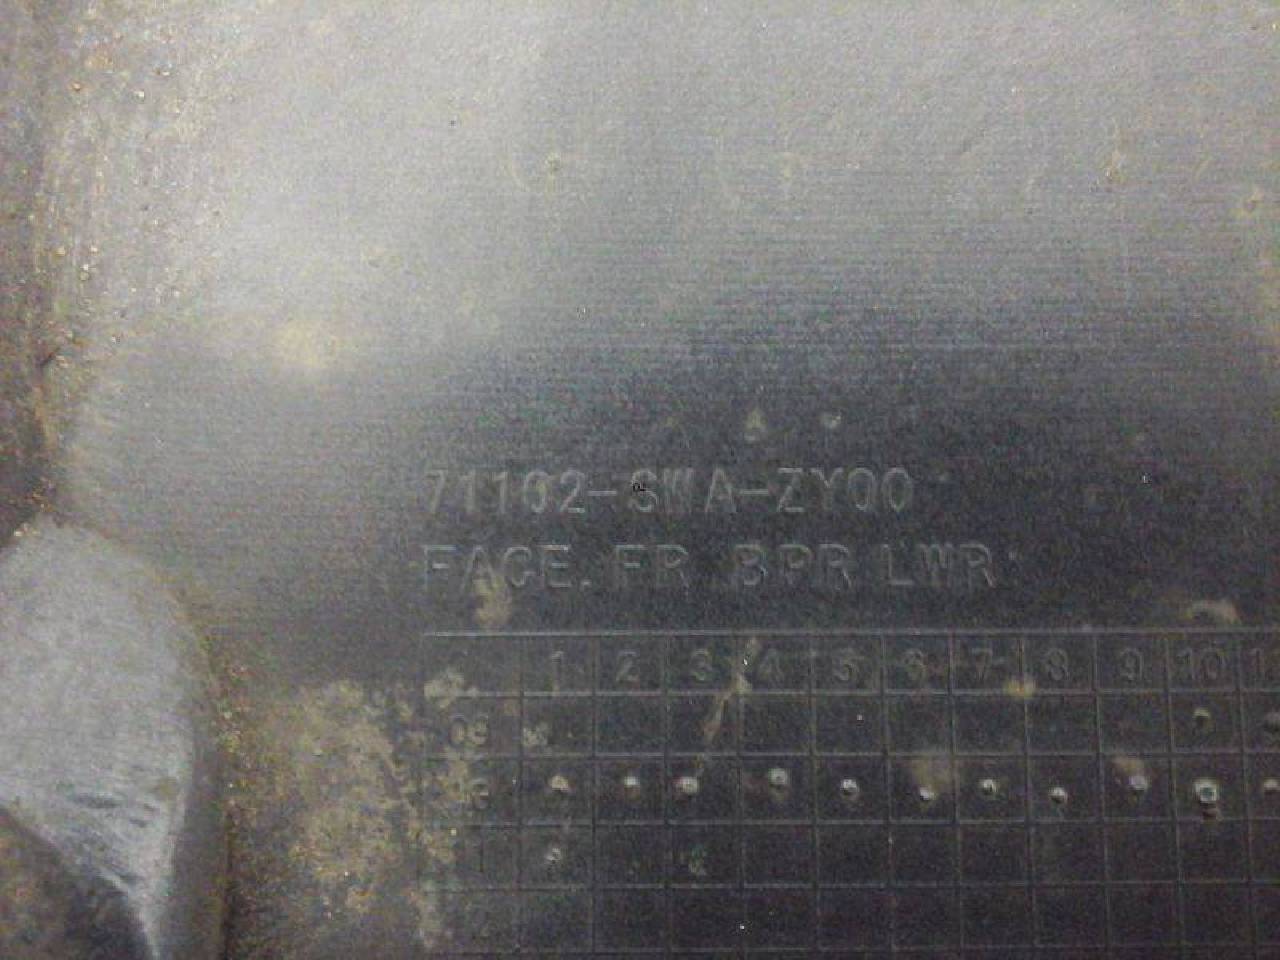 71102-SWA-ZY00
FACE. FR BPR LWR
1 2 3 4 5 6 7 8 9 10